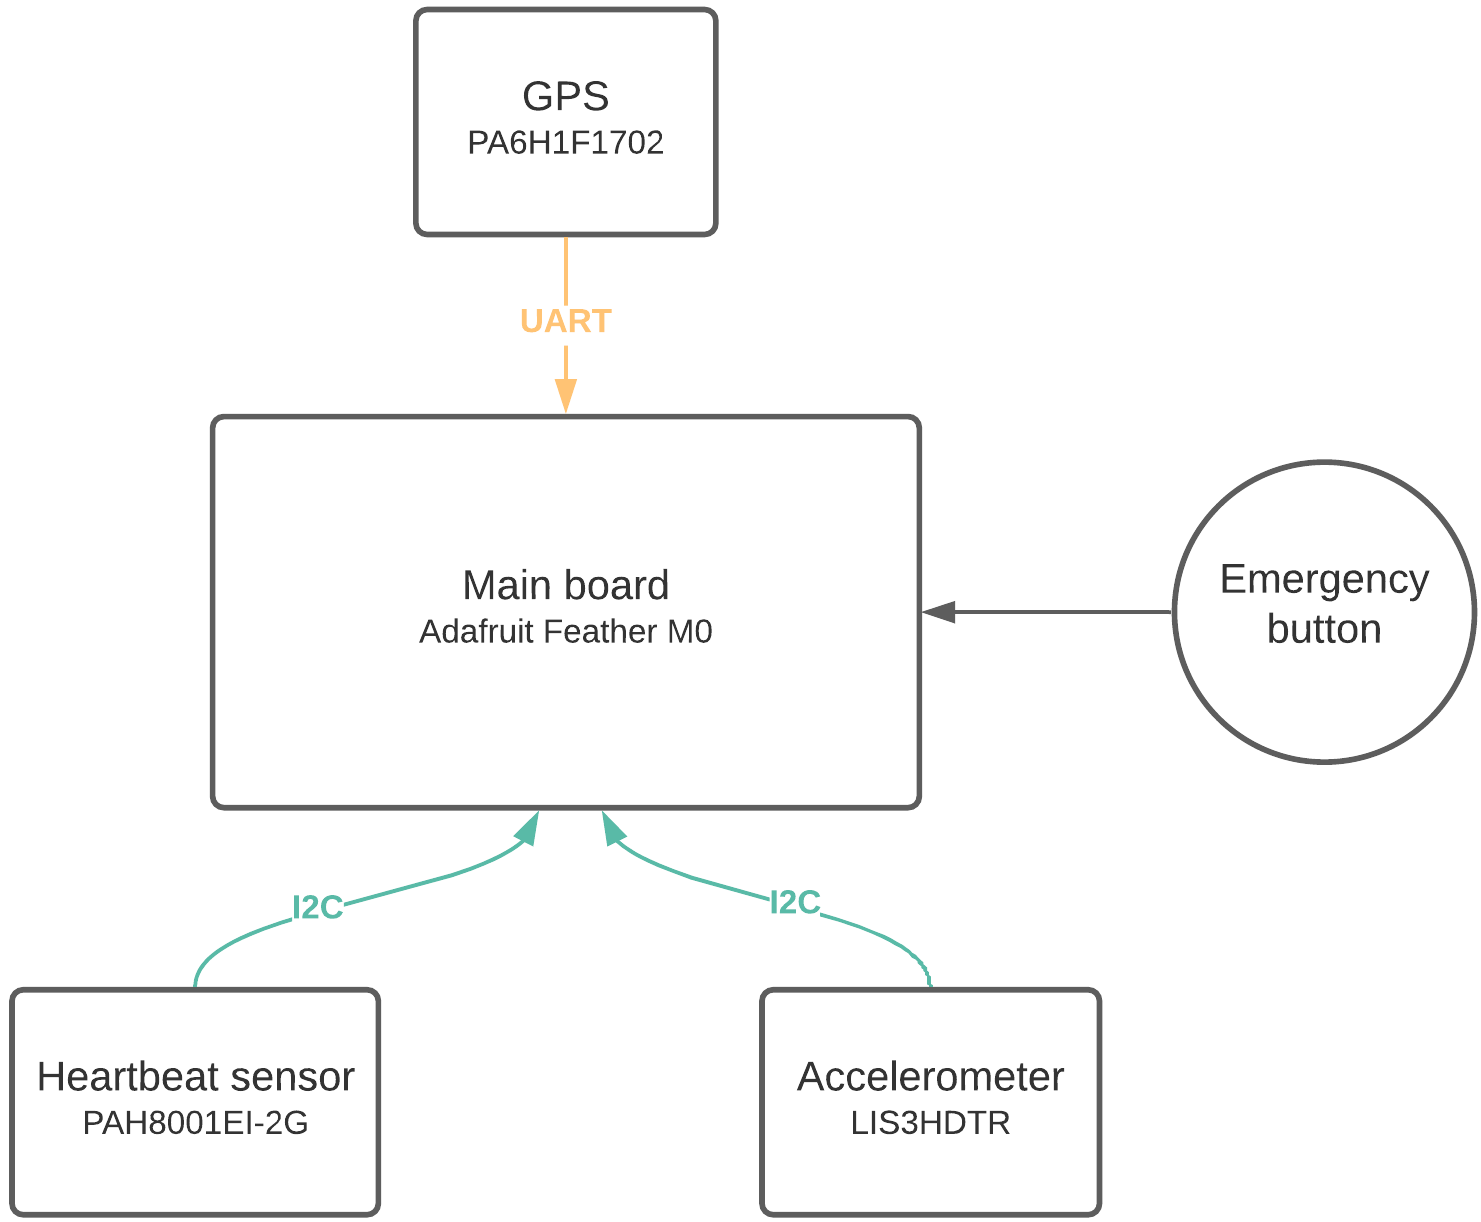 GPS
PA6H1F1702
UART
Main board
Adafruit Feather M0
Emergency
button
I2C
I2C
Heartbeat sensor
PAH8001EI-2G
Accelerometer
LIS3HDTR